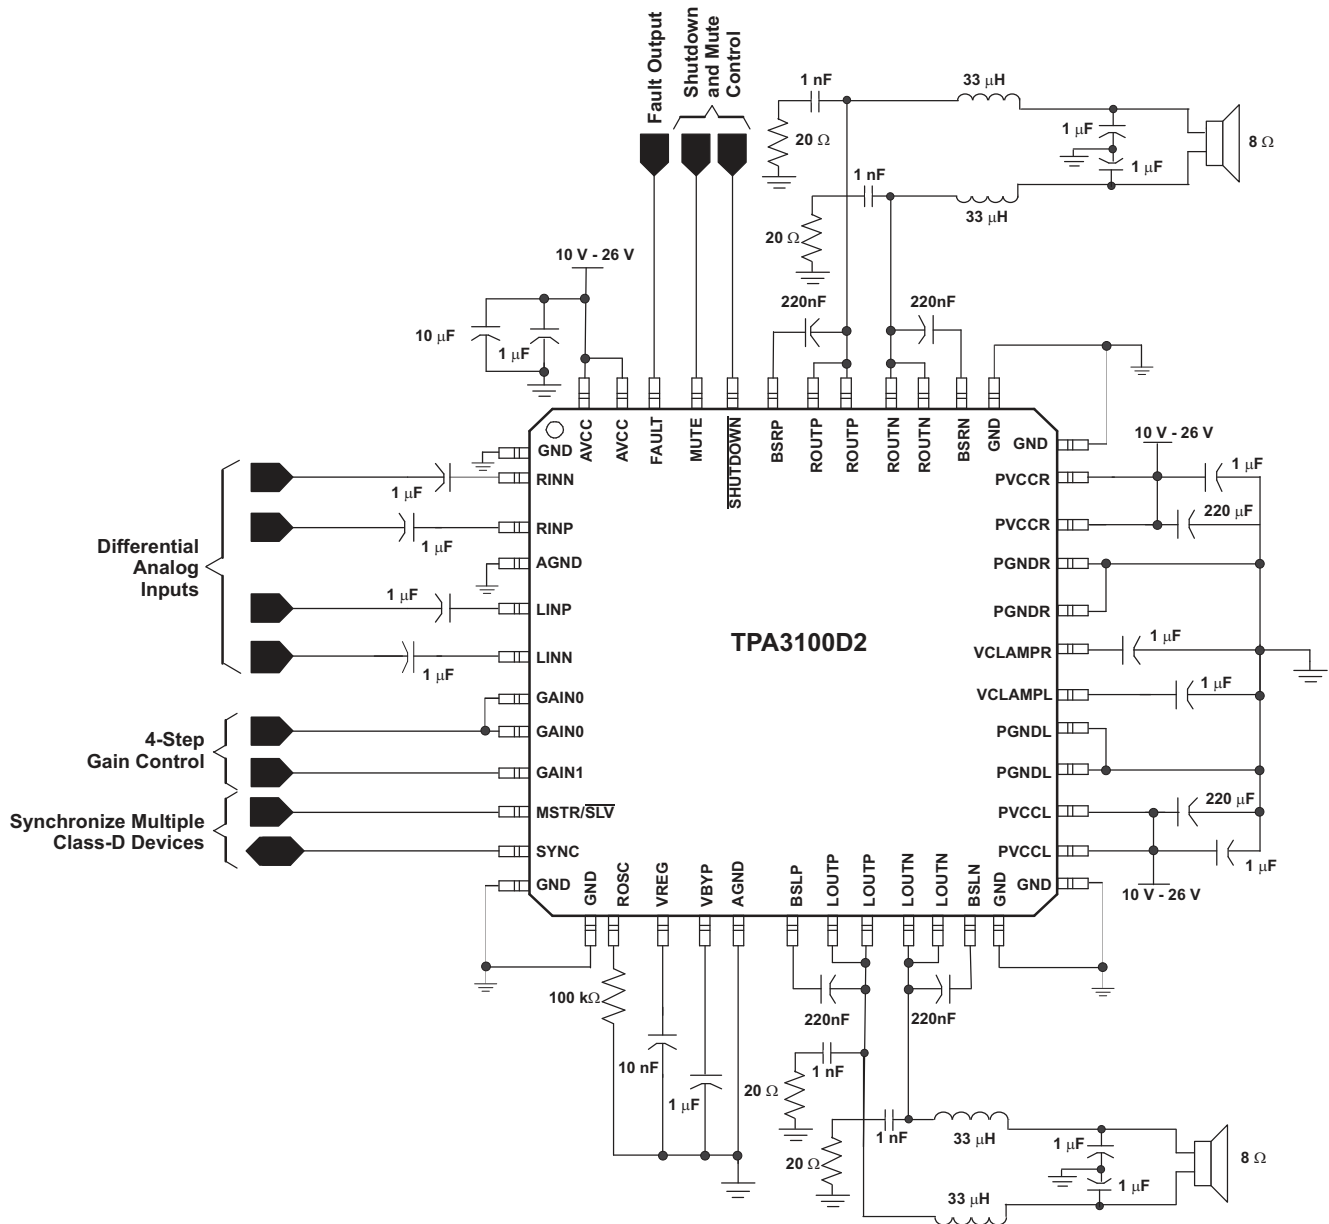 Fault Output
Shutdown
and Mute
Control
1 nF
33 μH
20 Ω
1 μF
1 μF
8 Ω
1 nF
33 μH
20 Ω
10 V - 26 V
220nF
220nF
10 μF
1 μF
AVCC
AVCC
FAULT
MUTE
SHUTDOWN
BSRP
ROUTP
ROUTP
ROUTN
ROUTN
BSRN
GND
GND
RINN
1 μF
RINP
1 μF
AGND
Differential
Analog
Inputs
1 μF
LINP
LINN
1 μF
GAIN0
GAIN0
4-Step
Gain Control
GAIN1
MSTR/SLV
Synchronize Multiple
Class-D Devices
SYNC
GND
TPA3100D2
GND
10 V - 26 V
PVCCR
1 μF
220 μF
PVCCR
PGNDR
PGNDR
1 μF
VCLAMPR
1 μF
VCLAMPL
PGNDL
PGNDL
220 μF
PVCCL
PVCCL
1 μF
GND
10 V - 26 V
GND
ROSC
VREG
VBYP
AGND
BSLP
LOUTP
LOUTP
LOUTN
LOUTN
BSLN
GND
100 kΩ
220nF
220nF
10 nF
1 μF
1 nF
20 Ω
1 nF
33 μH
20 Ω
1 μF
1 μF
8 Ω
33 μH